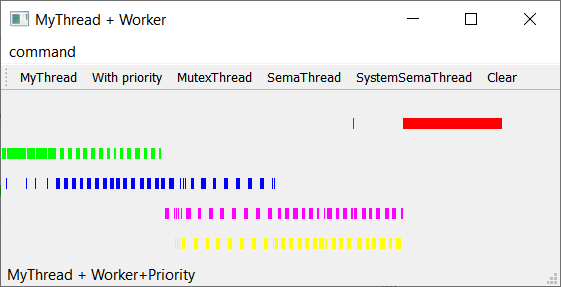 MyThread + Worker
command
MyThread With priority MutexThread SemaThread SystemSemaThread Clear
MyThread + Worker+Priority